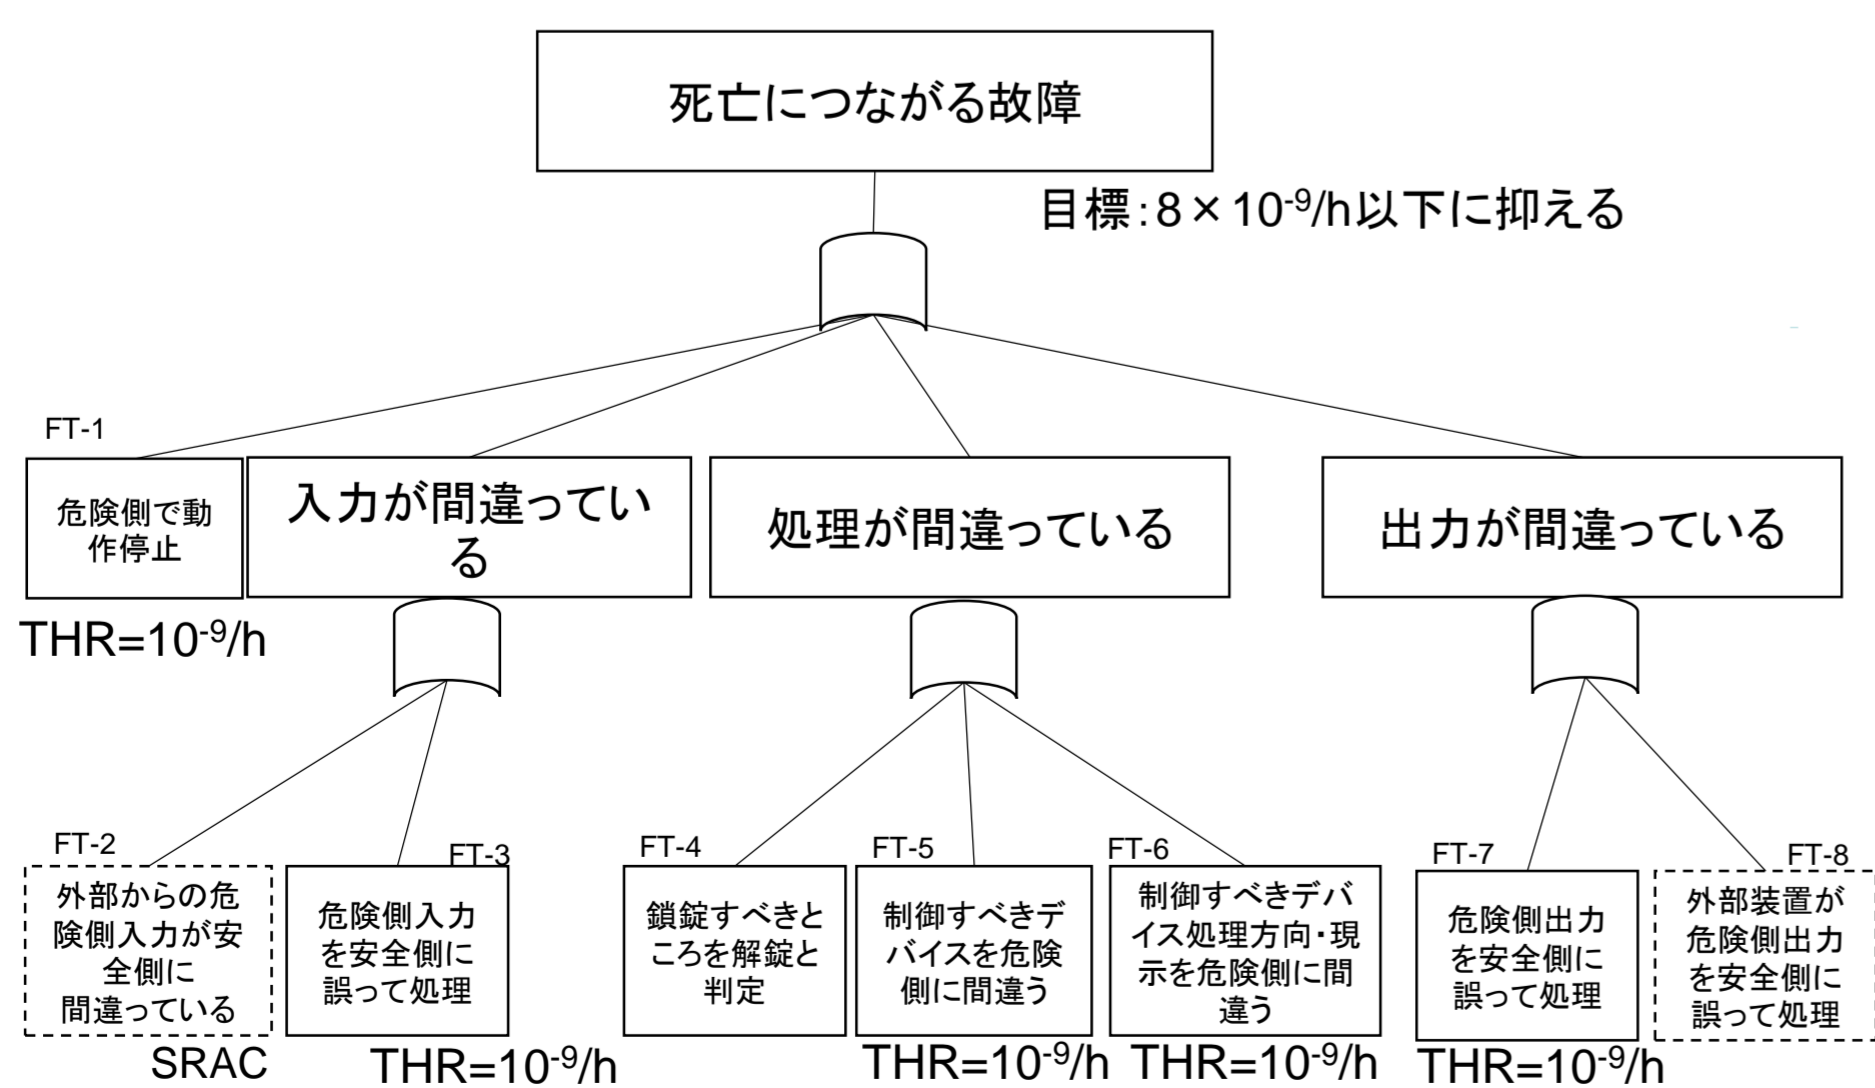 死亡につながる故障
目標:8×10-9/h以下に抑える
FT-1
危険側で動
作停止
THR=10-9/h
入力が間違ってい
る
処理が間違っている
出力が間違っている
FT-2
外部からの危
険側入力が安
全側に
間違っている
SRAC
FT-3
危険側入力
を安全側に
誤って処理
THR=10-9/h
FT-4
鎖錠すべきと
ころを解錠と
判定
FT-5
制御すべきデ
バイスを危険
側に間違う
THR=10-9/h
FT-6
制御すべきデバ
イス処理方向・現
示を危険側に間
違う
THR=10-9/h
FT-7
危険側出力
を安全側に
誤って処理
THR=10-9/h
FT-8
外部装置が
危険側出力
を安全側に
誤って処理